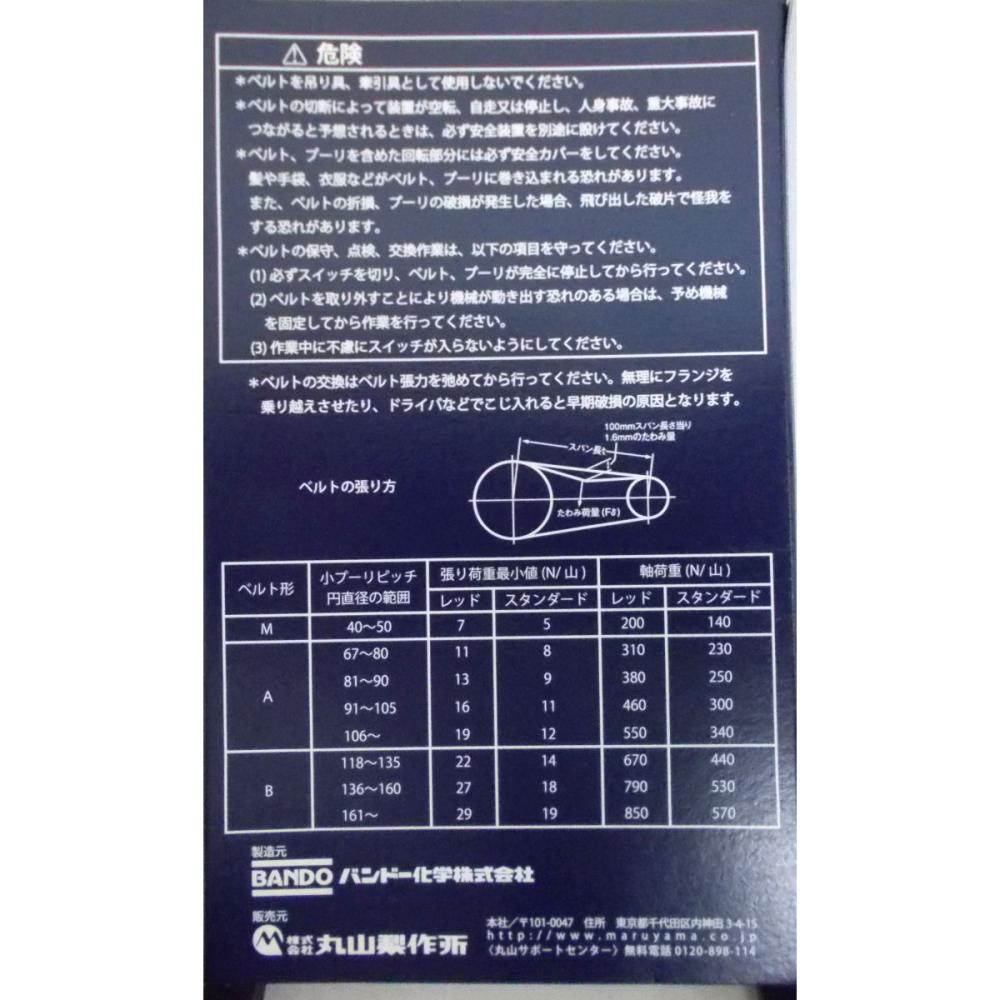 ⚠ 危険
＊ベルトを吊り具、牽引具として使用しないでください。
＊ベルトの切断によって装置が空転、自走又は停止し、人身事故、重大事故に
つながると予想されるときは、必ず安全装置を別途に設けてください。
＊ベルト、プーリを含めた回転部分には必ず安全カバーをしてください。
髪や手袋、衣服などがベルト、プーリに巻き込まれる恐れがあります。
また、ベルトの折損、プーリの破損が発生した場合、飛び出した破片で怪我を
する恐れがあります。
＊ベルトの保守、点検、交換作業は、以下の項目を守ってください。
(1) 必ずスイッチを切り、ベルト、プーリが完全に停止してから行ってください。
(2) ベルトを取り外すことにより機械が動き出す恐れのある場合は、予め機械
を固定してから作業を行ってください。
(3) 作業中に不慮にスイッチが入らないようにしてください。
＊ベルトの交換はベルト張力を弛めてから行ってください。無理にフランジを
乗り越えさせたり、ドライバなどでこじ入れると早期破損の原因となります。
100mmスパン長さ当り
1.6mmのたわみ量
スパン長t
ベルトの張り方
たわみ荷重 (Fδ)
ベルト形 小プーリピッチ 円直径の範囲 張り荷重最小値 (N/山) 軸荷重 (N/山)
レッド スタンダード レッド スタンダード
M 40〜50 7 5 200 140
A 67〜80 11 8 310 230
81〜90 13 9 380 250
91〜105 16 11 460 300
106〜 19 12 550 340
B 118〜135 22 14 670 440
136〜160 27 18 790 530
161〜 29 19 850 570
製造元
BANDO バンドー化学株式会社
販売元
株式会社 丸山製作所
本社／〒101-0047 住所 東京都千代田区内神田3-4-15
http://www.maruyama.co.jp
〈丸山サポートセンター〉無料電話 0120-898-114